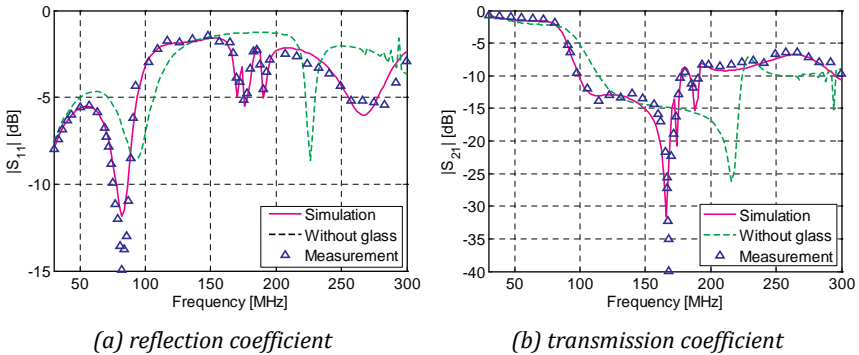 0
-5
-10
-15
|S11| [dB]
50
100
150
200
250
300
Frequency [MHz]
Simulation
Without glass
Measurement
(a) reflection coefficient
0
-5
-10
-15
-20
-25
-30
-35
-40
|S21| [dB]
50
100
150
200
250
300
Frequency [MHz]
Simulation
Without glass
Measurement
(b) transmission coefficient